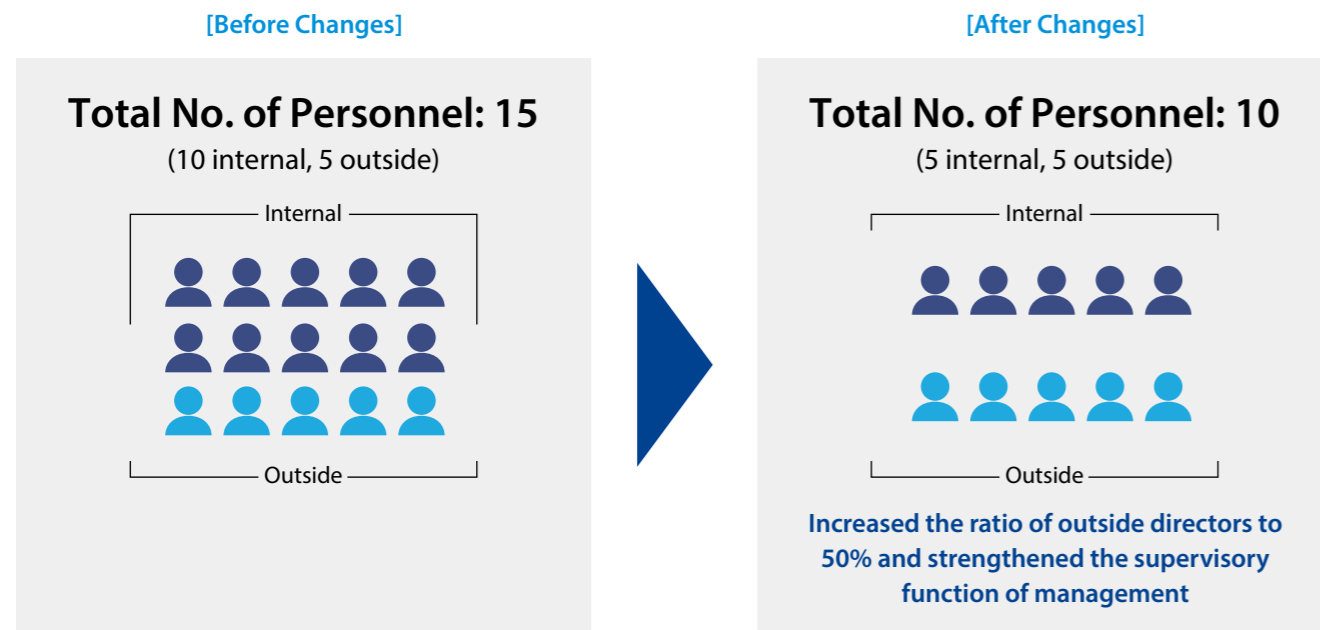 [Before Changes]
Total No. of Personnel: 15
(10 internal, 5 outside)
Internal
Outside
[After Changes]
Total No. of Personnel: 10
(5 internal, 5 outside)
Internal
Outside
Increased the ratio of outside directors to
50% and strengthened the supervisory
function of management